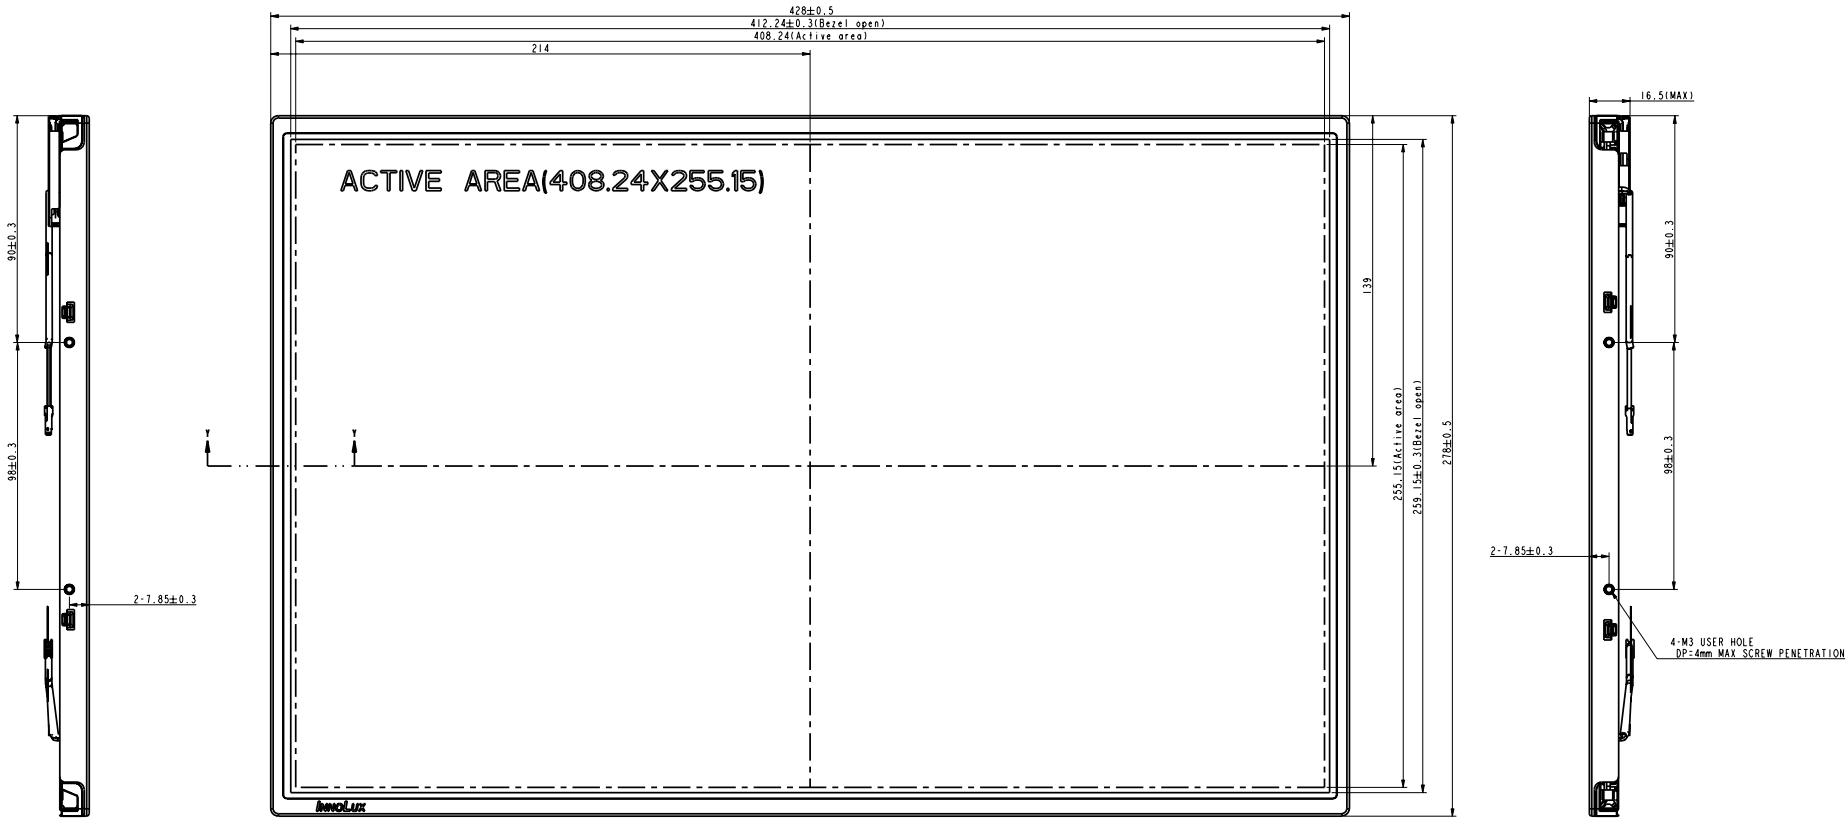 428±0.5
412.24±0.3(Bezel open)
408.24(Active area)
214
16.5(MAX)
ACTIVE AREA(408.24X255.15)
90±0.3
90±0.3
139
Y
Y
98±0.3
98±0.3
255.15(Active area)
259.15±0.3(Bezel open)
278±0.5
2-7.85±0.3
2-7.85±0.3
4-M3 USER HOLE
DP=4mm MAX SCREW PENETRATION
INNOLUX